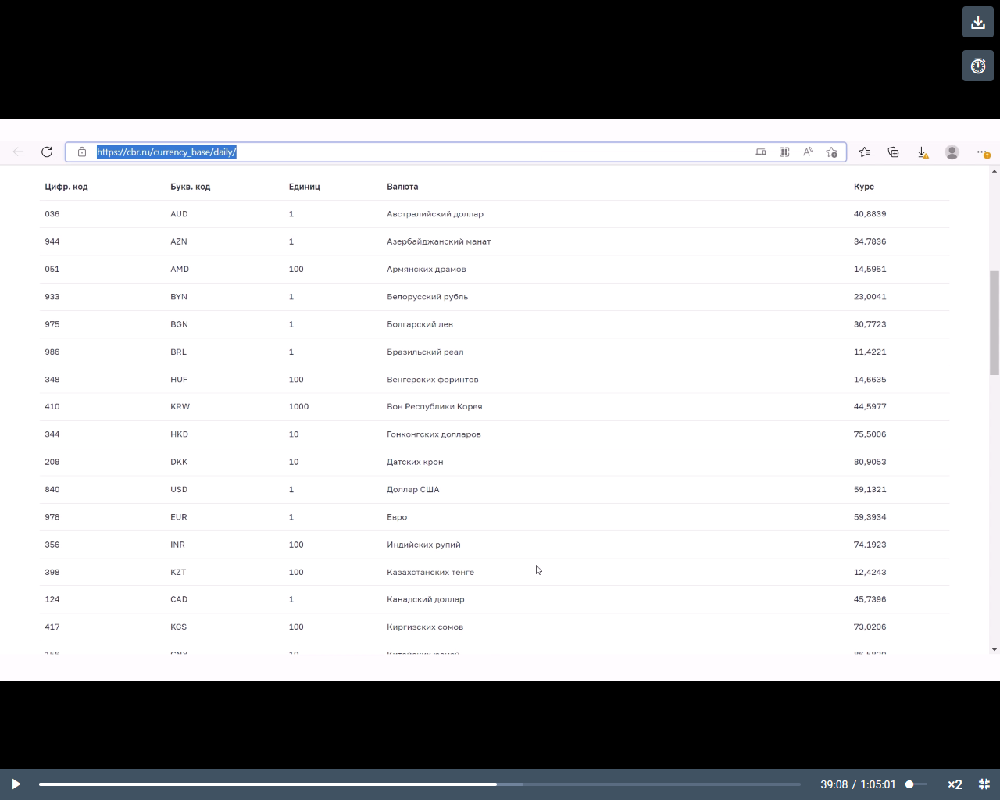 https://cbr.ru/currency_base/daily/
Цифр. код Букв. код Единиц Валюта Курс
036 AUD 1 Австралийский доллар 40,8839
944 AZN 1 Азербайджанский манат 34,7836
051 AMD 100 Армянских драмов 14,5951
933 BYN 1 Белорусский рубль 23,0041
975 BGN 1 Болгарский лев 30,7723
986 BRL 1 Бразильский реал 11,4221
348 HUF 100 Венгерских форинтов 14,6635
410 KRW 1000 Вон Республики Корея 44,5977
344 HKD 10 Гонконгских долларов 75,5006
208 DKK 10 Датских крон 80,9053
840 USD 1 Доллар США 59,1321
978 EUR 1 Евро 59,3934
356 INR 100 Индийских рупий 74,1923
398 KZT 100 Казахстанских тенге 12,4243
124 CAD 1 Канадский доллар 45,7396
417 KGS 100 Киргизских сомов 73,0206
39:08 / 1:05:01 ×2